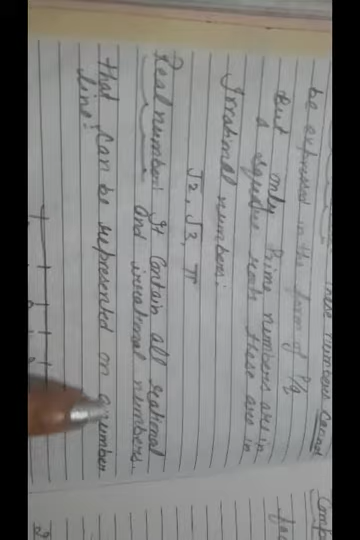 These numbers cannot
be expressed in the form of P/q
But only Prime numbers are in
a square root these are in
Irrational number:
√2, √3, π
Real number: It Contain all rational
and irrational numbers.
that can be represented on a number
line: